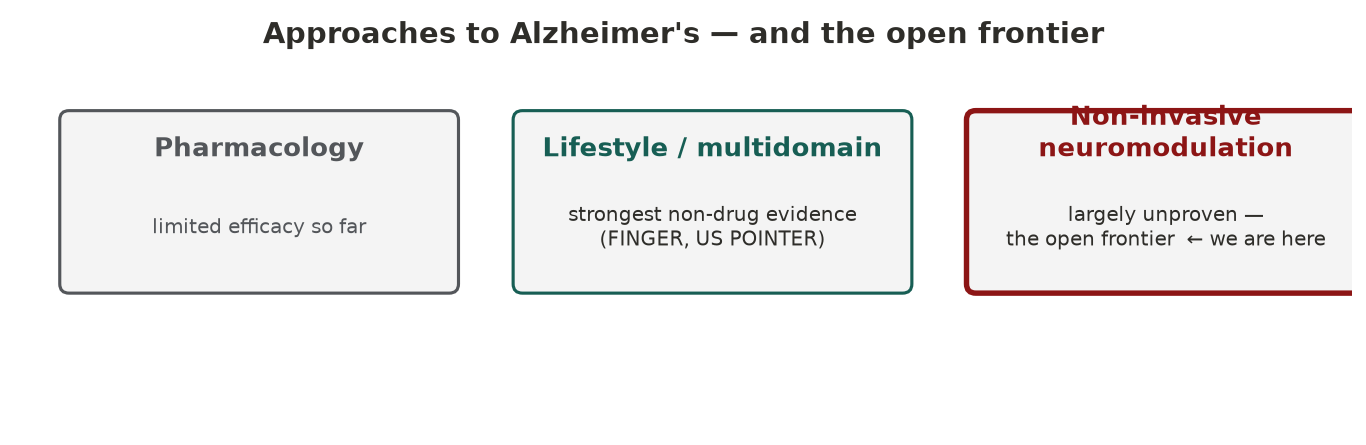 Approaches to Alzheimer's — and the open frontier
Pharmacology
limited efficacy so far
Lifestyle / multidomain
strongest non-drug evidence
(FINGER, US POINTER)
Non-invasive
neuromodulation
largely unproven —
the open frontier ← we are here